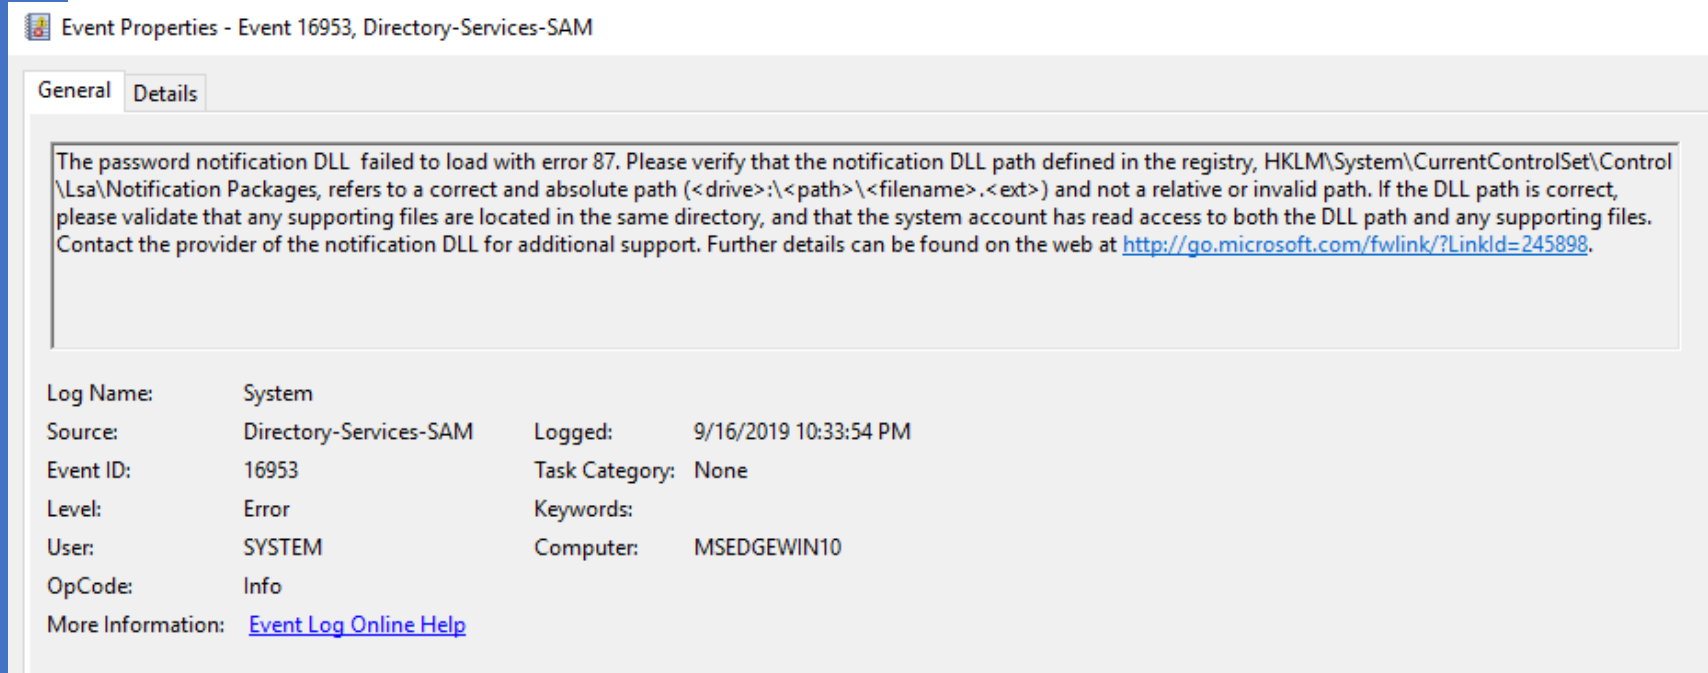 Event Properties - Event 16953, Directory-Services-SAM
General Details
The password notification DLL  failed to load with error 87. Please verify that the notification DLL path defined in the registry, HKLM\System\CurrentControlSet\Control
\Lsa\Notification Packages, refers to a correct and absolute path (<drive>:\<path>\<filename>.<ext>) and not a relative or invalid path. If the DLL path is correct,
please validate that any supporting files are located in the same directory, and that the system account has read access to both the DLL path and any supporting files.
Contact the provider of the notification DLL for additional support. Further details can be found on the web at http://go.microsoft.com/fwlink/?LinkId=245898.
Log Name: System
Source: Directory-Services-SAM Logged: 9/16/2019 10:33:54 PM
Event ID: 16953 Task Category: None
Level: Error Keywords:
User: SYSTEM Computer: MSEDGEWIN10
OpCode: Info
More Information: Event Log Online Help